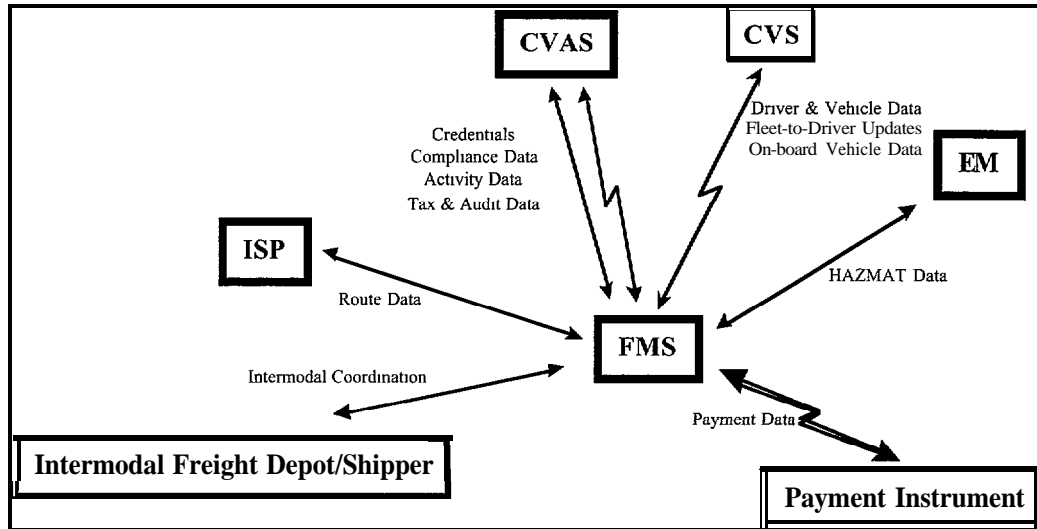 CVAS
CVS
Driver & Vehicle Data
Fleet-to-Driver Updates
On-board Vehicle Data
Credentials
Compliance Data
Activity Data
Tax & Audit Data
EM
ISP
HAZMAT Data
Route Data
FMS
Intermodal Coordination
Payment Data
Intermodal Freight Depot/Shipper
Payment Instrument